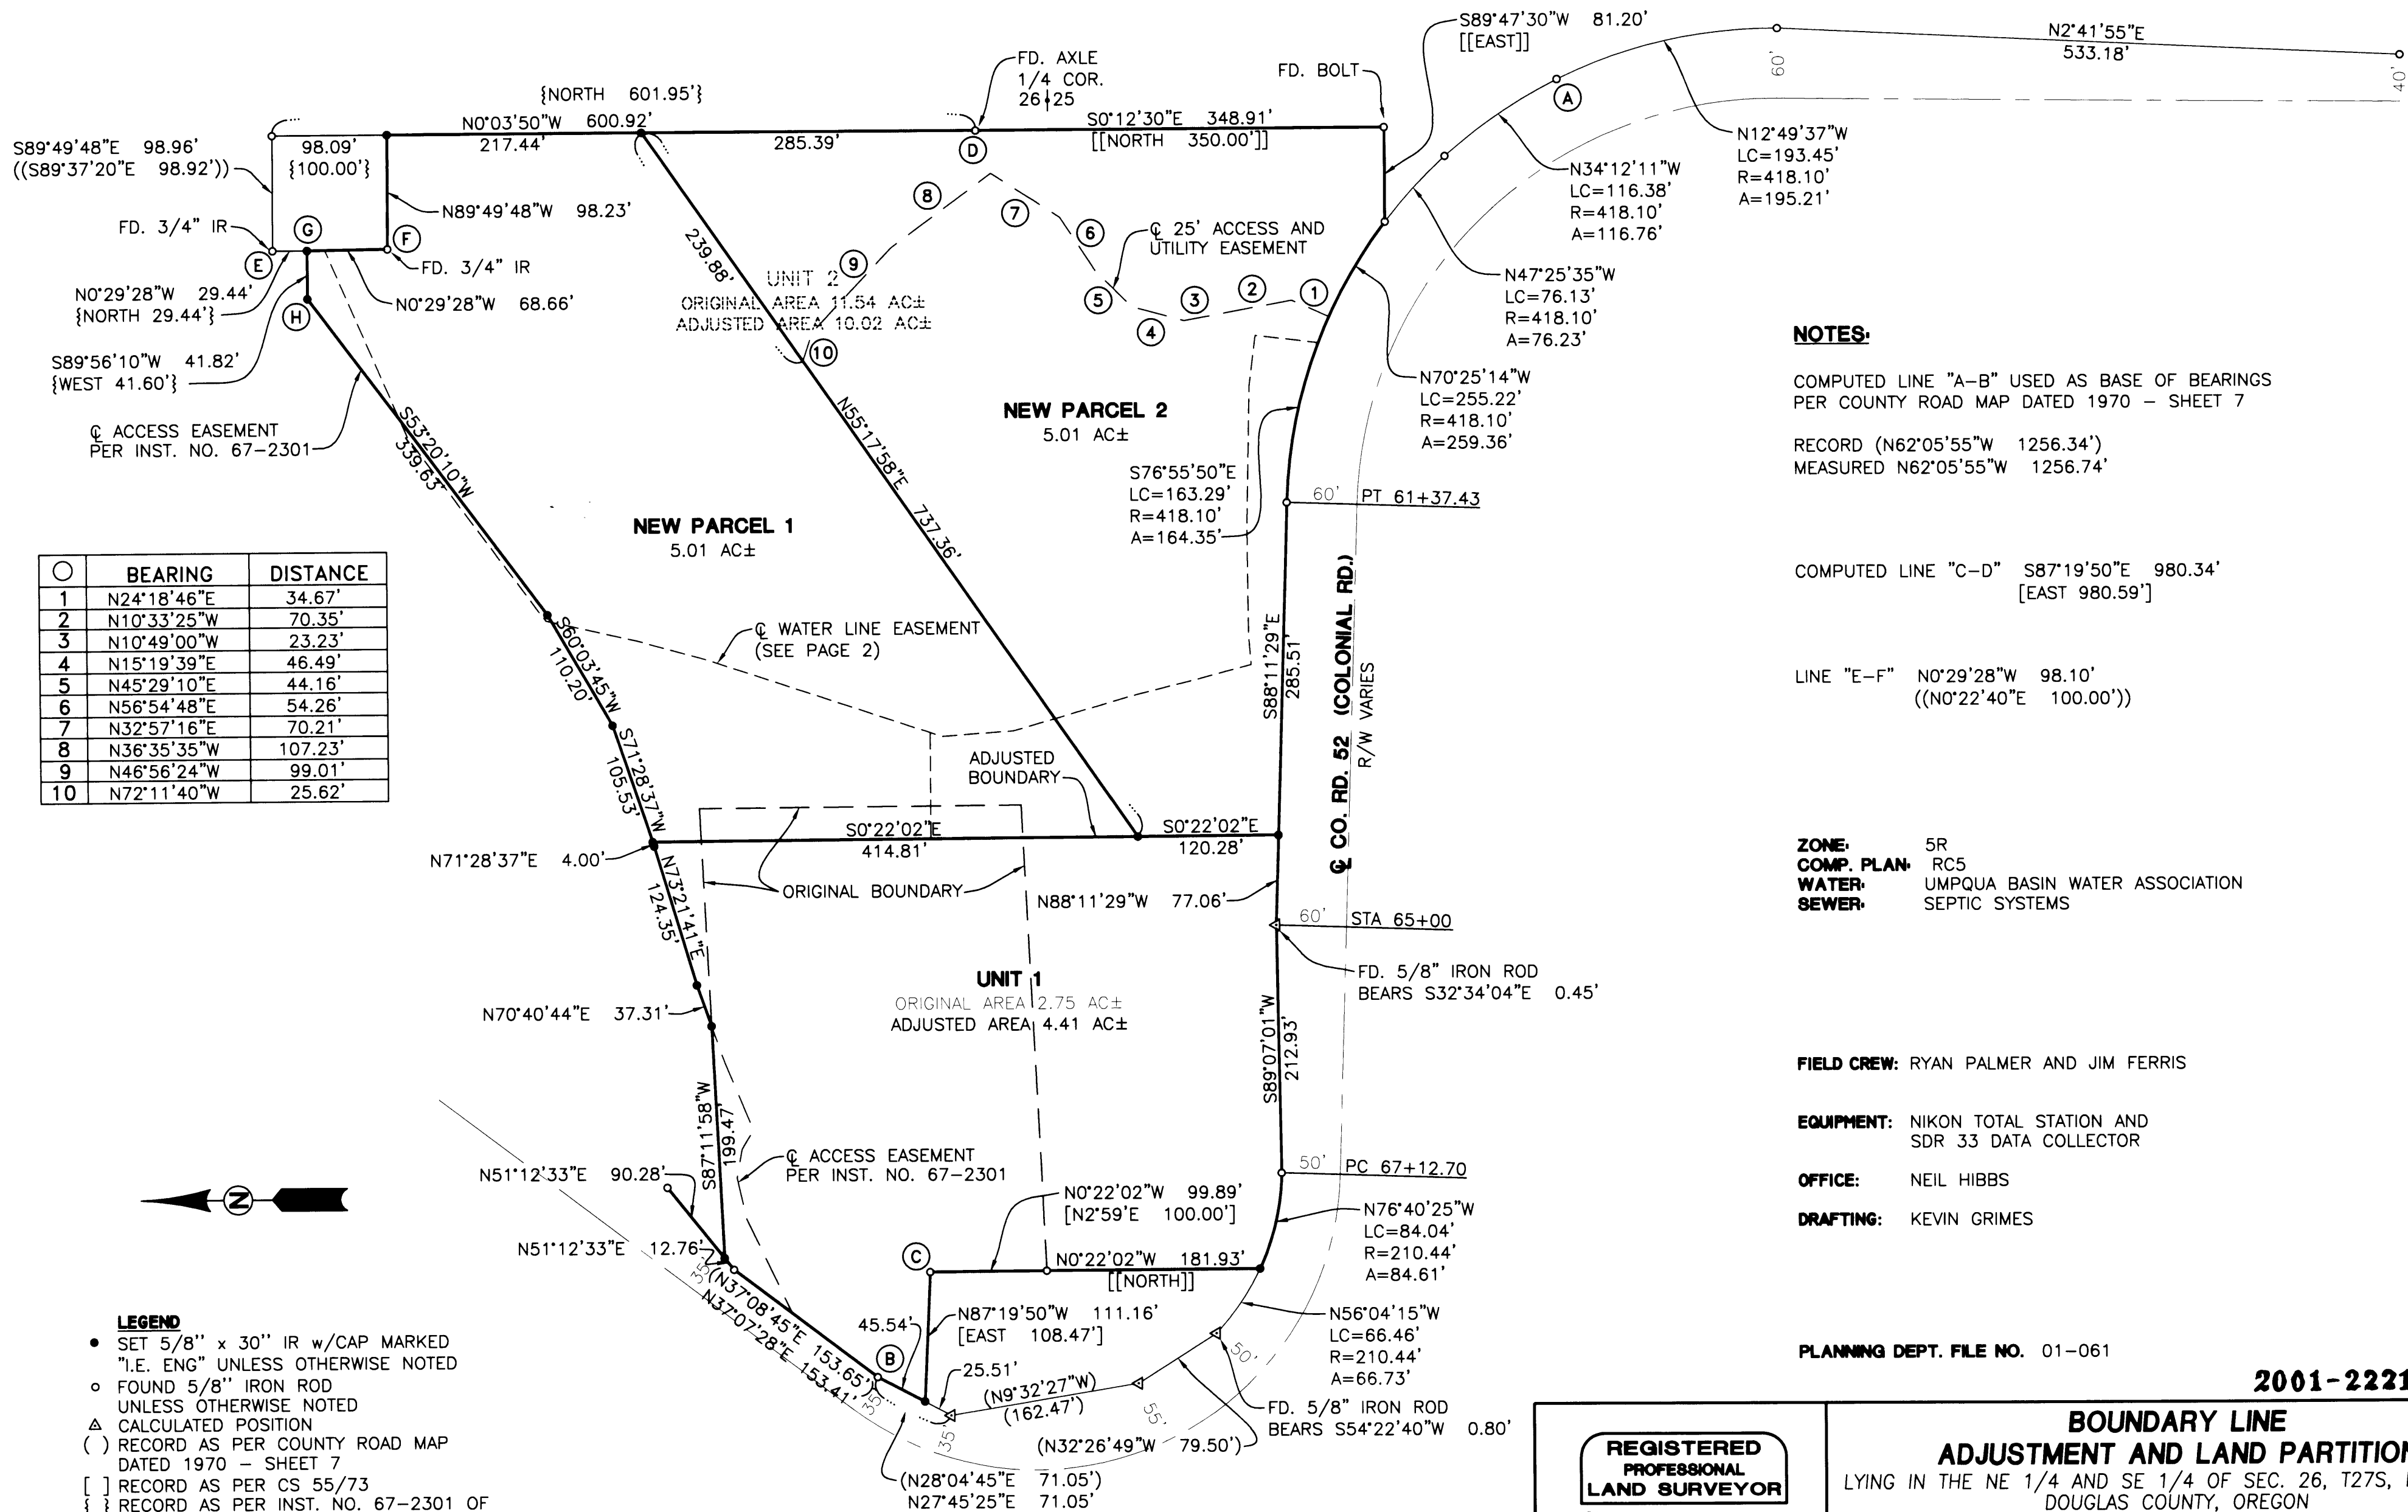 S89°47'30"W 81.20'
[[EAST]]
N2°41'55"E
533.18'
60'
40'
FD. AXLE
1/4 COR.
26 25
FD. BOLT
A
{NORTH 601.95'}
N0°03'50"W 600.92'
217.44'
285.39'
D
S0°12'30"E 348.91'
[[NORTH 350.00']]
N12°49'37"W
LC=193.45'
R=418.10'
A=195.21'
S89°49'48"E 98.96'
((S89°37'20"E 98.92'))
98.09'
{100.00'}
N34°12'11"W
LC=116.38'
R=418.10'
A=116.76'
N89°49'48"W 98.23'
FD. 3/4" IR
G
F
E
FD. 3/4" IR
8
7
6
℄ 25' ACCESS AND
UTILITY EASEMENT
N47°25'35"W
LC=76.13'
R=418.10'
A=76.23'
239.88'
9
UNIT 2
ORIGINAL AREA 11.54 AC±
ADJUSTED AREA 10.02 AC±
5
4
3
2
1
10
N0°29'28"W 29.44'
{NORTH 29.44'}
H
N0°29'28"W 68.66'
S89°56'10"W 41.82'
{WEST 41.60'}
N70°25'14"W
LC=255.22'
R=418.10'
A=259.36'
NOTES:
COMPUTED LINE "A-B" USED AS BASE OF BEARINGS
PER COUNTY ROAD MAP DATED 1970 - SHEET 7
RECORD (N62°05'55"W 1256.34')
MEASURED N62°05'55"W 1256.74'
℄ ACCESS EASEMENT
PER INST. NO. 67-2301
S53°20'10"W
339.63'
N55°17'58"E 737.36'
NEW PARCEL 2
5.01 AC±
S76°55'50"E
LC=163.29'
R=418.10'
A=164.35'
60' PT 61+37.43
NEW PARCEL 1
5.01 AC±
COMPUTED LINE "C-D" S87°19'50"E 980.34'
[EAST 980.59']
○ BEARING DISTANCE
1 N24°18'46"E 34.67'
2 N10°33'25"W 70.35'
3 N10°49'00"W 23.23'
4 N15°19'39"E 46.49'
5 N45°29'10"E 44.16'
6 N56°54'48"E 54.26'
7 N32°57'16"E 70.21'
8 N36°35'35"W 107.23'
9 N46°56'24"W 99.01'
10 N72°11'40"W 25.62'
℄ WATER LINE EASEMENT
(SEE PAGE 2)
S60°03'45"W
110.20'
S88°11'29"E
285.51'
℄ CO. RD. 52 (COLONIAL RD.)
R/W VARIES
LINE "E-F" N0°29'28"W 98.10'
((N0°22'40"E 100.00'))
S71°28'37"W
105.53'
ADJUSTED
BOUNDARY
S0°22'02"E
414.81'
S0°22'02"E
120.28'
N71°28'37"E 4.00'
ORIGINAL BOUNDARY
N88°11'29"W 77.06'
60' STA 65+00
ZONE: 5R
COMP. PLAN: RC5
WATER: UMPQUA BASIN WATER ASSOCIATION
SEWER: SEPTIC SYSTEMS
N73°21'41"E
124.35'
FD. 5/8" IRON ROD
BEARS S32°34'04"E 0.45'
UNIT 1
ORIGINAL AREA 2.75 AC±
ADJUSTED AREA 4.41 AC±
N70°40'44"E 37.31'
S89°07'01"W
212.93'
S87°11'58"W
199.47'
FIELD CREW: RYAN PALMER AND JIM FERRIS
EQUIPMENT: NIKON TOTAL STATION AND
SDR 33 DATA COLLECTOR
OFFICE: NEIL HIBBS
DRAFTING: KEVIN GRIMES
℄ ACCESS EASEMENT
PER INST. NO. 67-2301
50' PC 67+12.70
N51°12'33"E 90.28'
N
N51°12'33"E 12.76'
35'
C
N0°22'02"W 99.89'
[N2°59'E 100.00']
N0°22'02"W 181.93'
[[NORTH]]
N76°40'25"W
LC=84.04'
R=210.44'
A=84.61'
(N37°08'45"E 153.65')
N37°07'28"E 153.41'
45.54'
N87°19'50"W 111.16'
[EAST 108.47']
N56°04'15"W
LC=66.46'
R=210.44'
A=66.73'
B
35'
25.51'
35'
(N9°32'27"W)
(162.47')
50'
55'
FD. 5/8" IRON ROD
BEARS S54°22'40"W 0.80'
(N32°26'49"W 79.50')
(N28°04'45"E 71.05')
N27°45'25"E 71.05'
PLANNING DEPT. FILE NO. 01-061
2001-2221
LEGEND
● SET 5/8'' x 30'' IR w/CAP MARKED
"I.E. ENG" UNLESS OTHERWISE NOTED
○ FOUND 5/8'' IRON ROD
UNLESS OTHERWISE NOTED
△ CALCULATED POSITION
( ) RECORD AS PER COUNTY ROAD MAP
DATED 1970 - SHEET 7
[ ] RECORD AS PER CS 55/73
{ } RECORD AS PER INST. NO. 67-2301 OF
REGISTERED
PROFESSIONAL
LAND SURVEYOR
BOUNDARY LINE
ADJUSTMENT AND LAND PARTITION
LYING IN THE NE 1/4 AND SE 1/4 OF SEC. 26, T27S,
DOUGLAS COUNTY, OREGON